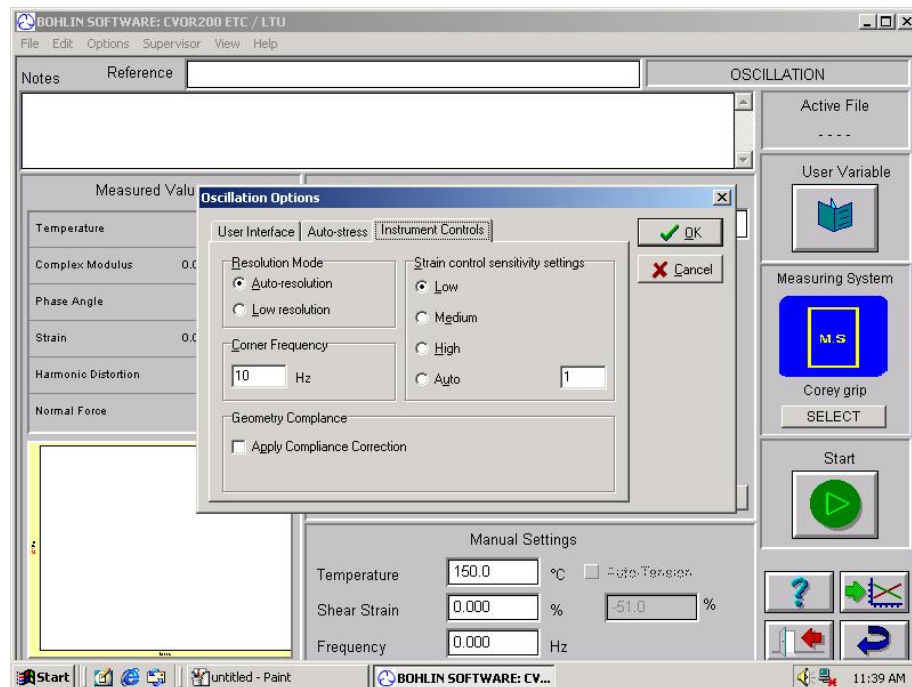 BOHLIN SOFTWARE: CVOR200 ETC / LTU
File Edit Options Supervisor View Help
Notes Reference OSCILLATION
Active File
- - - -
User Variable
Measured Valu
Temperature
Complex Modulus 0.0
Phase Angle
Strain 0.0
Harmonic Distortion
Normal Force
Oscillation Options
User Interface Auto-stress Instrument Controls
OK
Cancel
Resolution Mode
Auto-resolution
Low resolution
Corner Frequency
10 Hz
Strain control sensitivity settings
Low
Medium
High
Auto 1
Geometry Compliance
Apply Compliance Correction
Measuring System
M.S
Corey grip
SELECT
Start
Manual Settings
Temperature 150.0 °C Auto-Tension
Shear Strain 0.000 % -51.0 %
Frequency 0.000 Hz
Start untitled - Paint BOHLIN SOFTWARE: CV... 11:39 AM